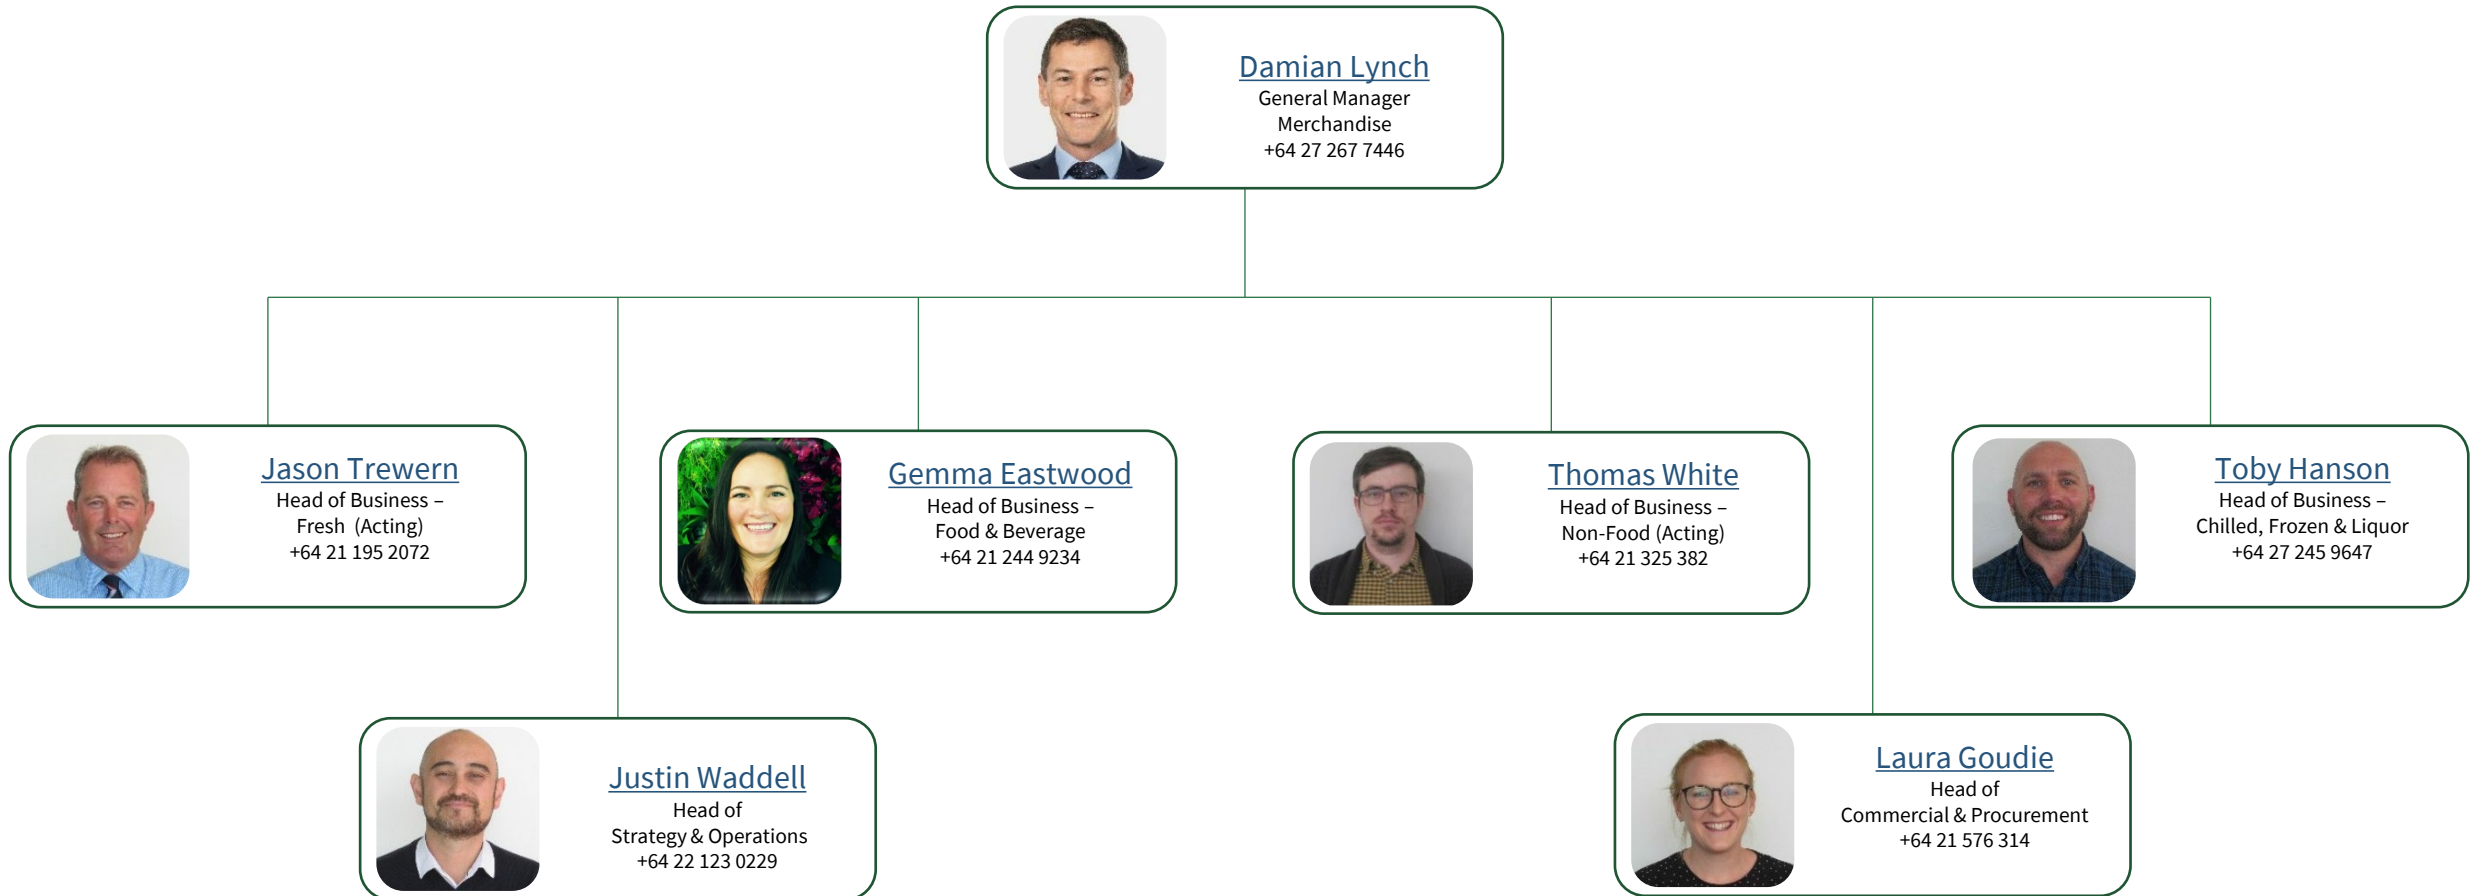 Damian Lynch
General Manager
Merchandise
+64 27 267 7446
Jason Trewern
Head of Business –
Fresh (Acting)
+64 21 195 2072
Gemma Eastwood
Head of Business –
Food & Beverage
+64 21 244 9234
Thomas White
Head of Business –
Non-Food (Acting)
+64 21 325 382
Toby Hanson
Head of Business –
Chilled, Frozen & Liquor
+64 27 245 9647
Justin Waddell
Head of
Strategy & Operations
+64 22 123 0229
Laura Goudie
Head of
Commercial & Procurement
+64 21 576 314